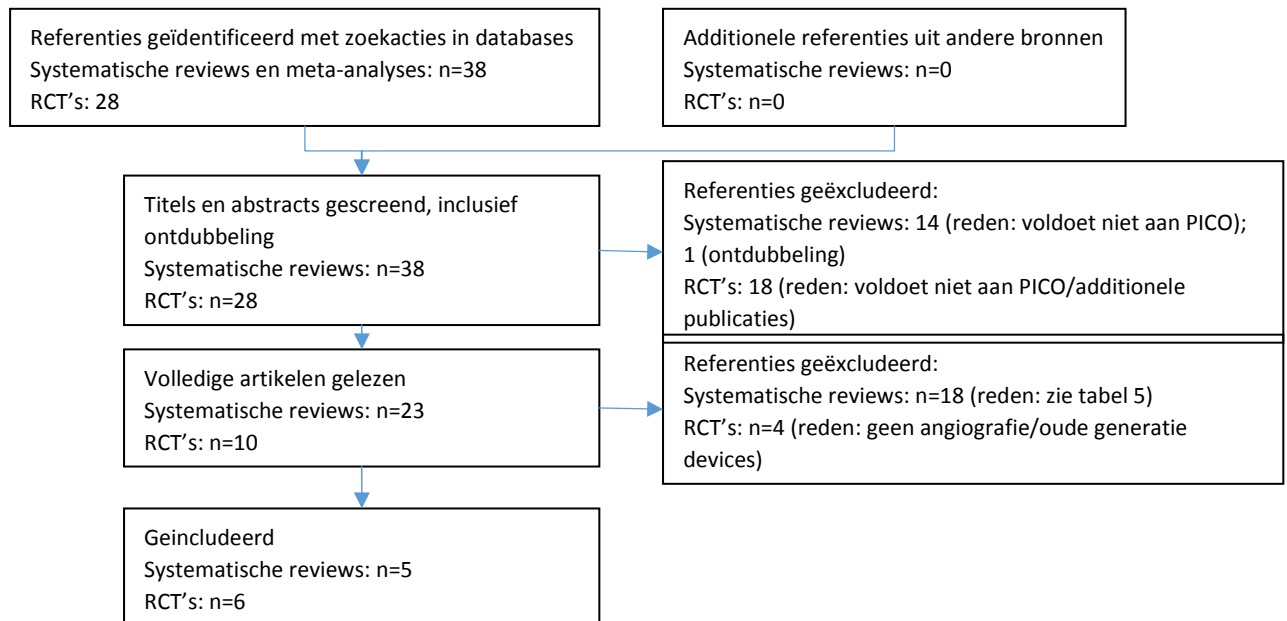 Referenties geïdentificeerd met zoekacties in databases
Systematische reviews en meta-analyses: n=38
RCT’s: 28
Additionele referenties uit andere bronnen
Systematische reviews: n=0
RCT’s: n=0
Titels en abstracts gescreend, inclusief
ontdubbeling
Systematische reviews: n=38
RCT’s: n=28
Referenties geëxcludeerd:
Systematische reviews: 14 (reden: voldoet niet aan PICO);
1 (ontdubbeling)
RCT’s: 18 (reden: voldoet niet aan PICO/additionele
publicaties)
Volledige artikelen gelezen
Systematische reviews: n=23
RCT’s: n=10
Referenties geëxcludeerd:
Systematische reviews: n=18 (reden: zie tabel 5)
RCT’s: n=4 (reden: geen angiografie/oude generatie
devices)
Geincludeerd
Systematische reviews: n=5
RCT’s: n=6